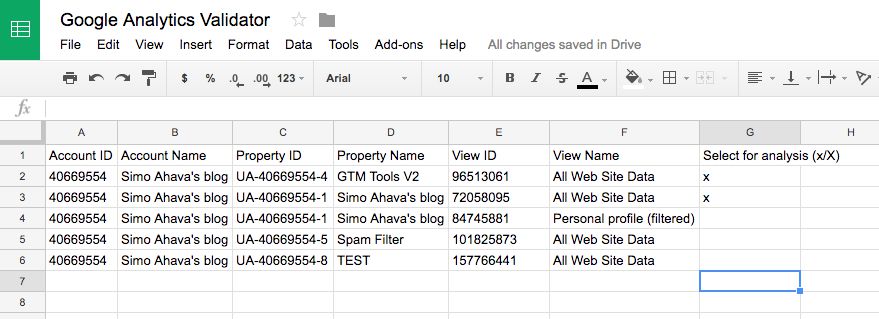 Google Analytics Validator
File Edit View Insert Format Data Tools Add-ons Help All changes saved in Drive
$ % .0 .00 123 Arial 10 B I S A
fx
A B C D E F G H
1 Account ID Account Name Property ID Property Name View ID View Name Select for analysis (x/X)
2 40669554 Simo Ahava's blog UA-40669554-4 GTM Tools V2 96513061 All Web Site Data x
3 40669554 Simo Ahava's blog UA-40669554-1 Simo Ahava's blog 72058095 All Web Site Data x
4 40669554 Simo Ahava's blog UA-40669554-1 Simo Ahava's blog 84745881 Personal profile (filtered)
5 40669554 Simo Ahava's blog UA-40669554-5 Spam Filter 101825873 All Web Site Data
6 40669554 Simo Ahava's blog UA-40669554-8 TEST 157766441 All Web Site Data
7
8